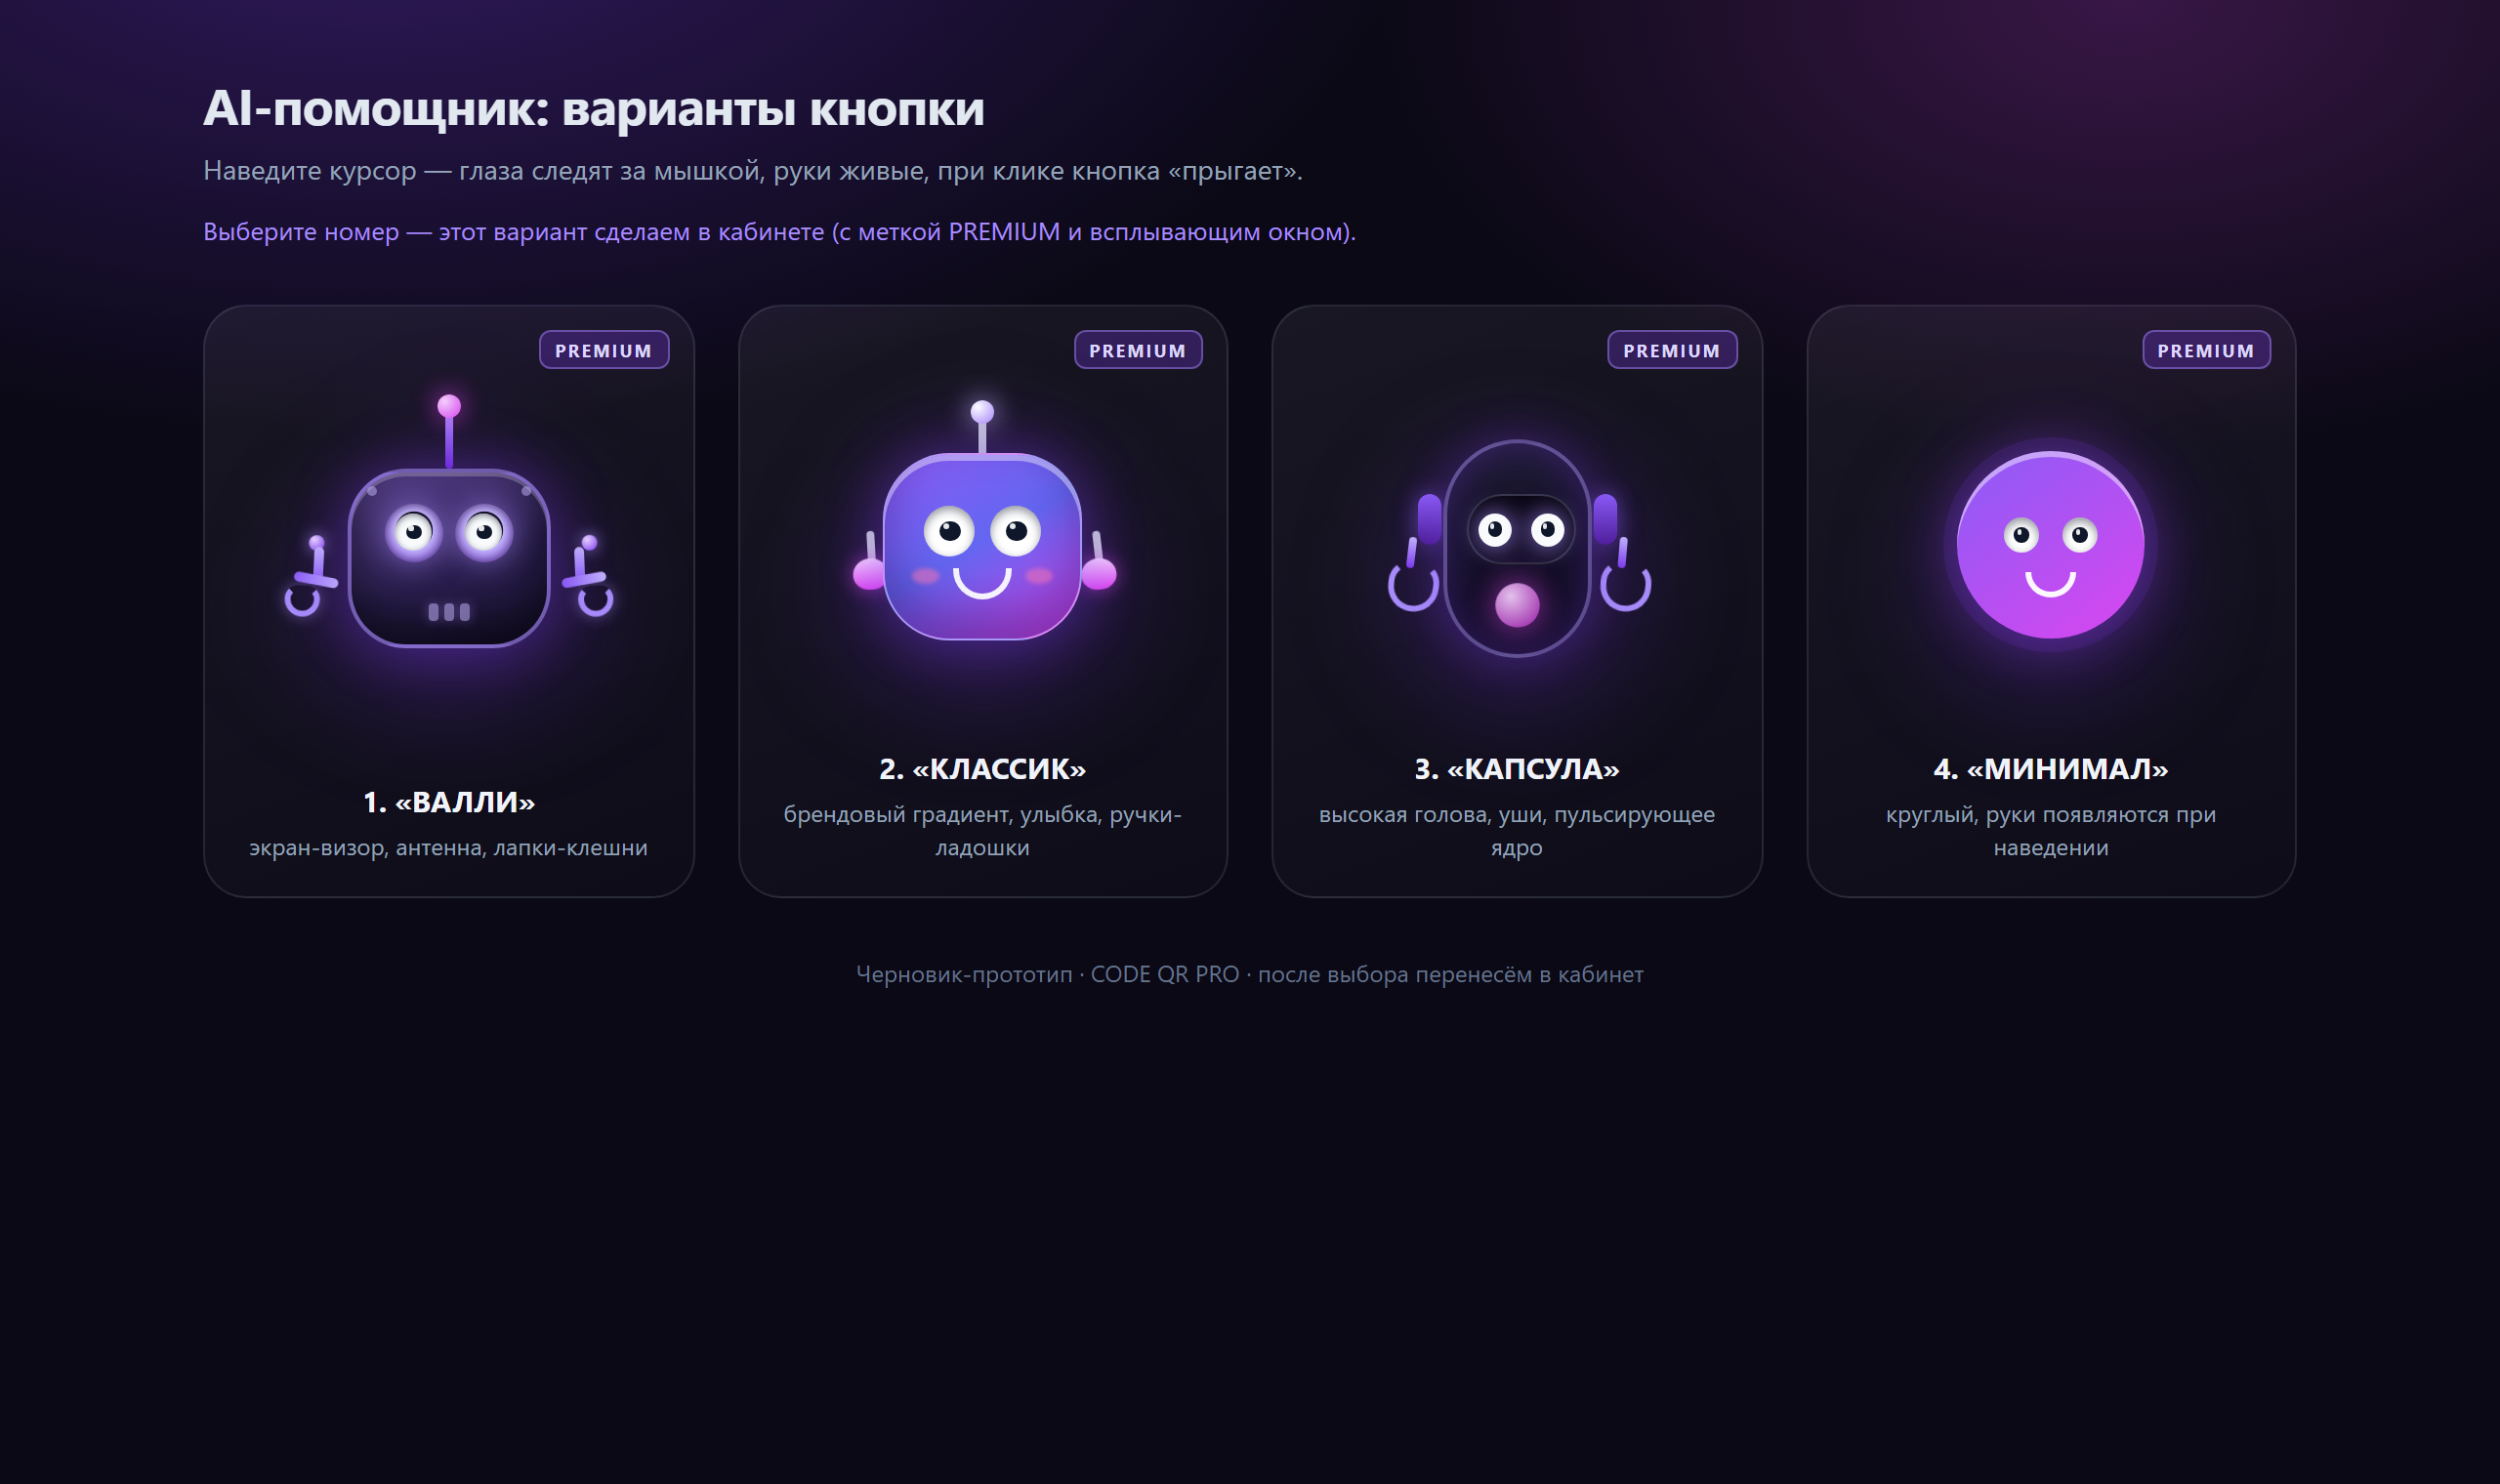 AI-помощник: варианты кнопки
Наведите курсор — глаза следят за мышкой, руки живые, при клике кнопка «прыгает».
Выберите номер — этот вариант сделаем в кабинете (с меткой PREMIUM и всплывающим окном).
PREMIUM
1. «ВАЛЛИ»
экран-визор, антенна, лапки-клешни
PREMIUM
2. «КЛАССИК»
брендовый градиент, улыбка, ручки-
ладошки
PREMIUM
3. «КАПСУЛА»
высокая голова, уши, пульсирующее
ядро
PREMIUM
4. «МИНИМАЛ»
круглый, руки появляются при
наведении
Черновик-прототип · CODE QR PRO · после выбора перенесём в кабинет